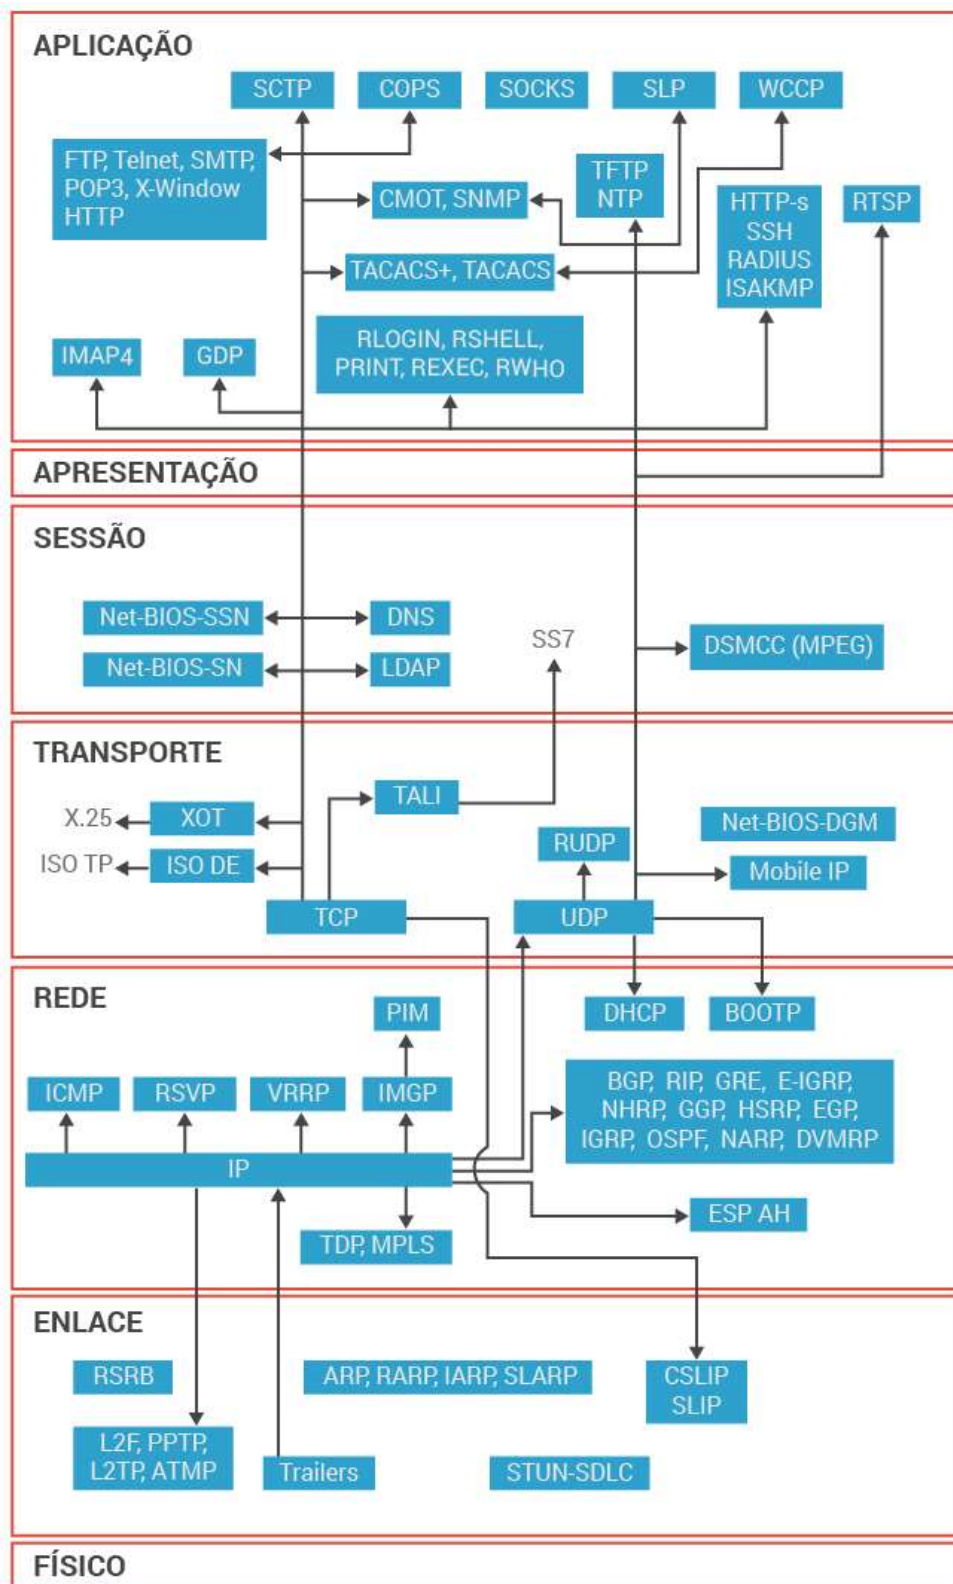 APLICAÇÃO
SCTP
COPS
SOCKS
SLP
WCCP
FTP, Telnet, SMTP,
POP3, X-Window
HTTP
TFTP
NTP
CMOT, SNMP
HTTP-s
SSH
RADIUS
ISAKMP
RTSP
TACACS+, TACACS
IMAP4
GDP
RLOGIN, RSHELL,
PRINT, REXEC, RWHO
APRESENTAÇÃO
SESSÃO
Net-BIOS-SSN
DNS
SS7
DSMCC (MPEG)
Net-BIOS-SN
LDAP
TRANSPORTE
TALI
X.25
XOT
Net-BIOS-DGM
RUDP
ISO TP
ISO DE
Mobile IP
TCP
UDP
REDE
PIM
DHCP
BOOTP
ICMP
RSVP
VRRP
IMGP
BGP, RIP, GRE, E-IGRP,
NHRP, GGP, HSRP, EGP,
IGRP, OSPF, NARP, DVMRP
IP
ESP AH
TDP, MPLS
ENLACE
RSRB
ARP, RARP, IARP, SLARP
CSLIP
SLIP
L2F, PPTP,
L2TP, ATMP
Trailers
STUN-SDLC
FÍSICO